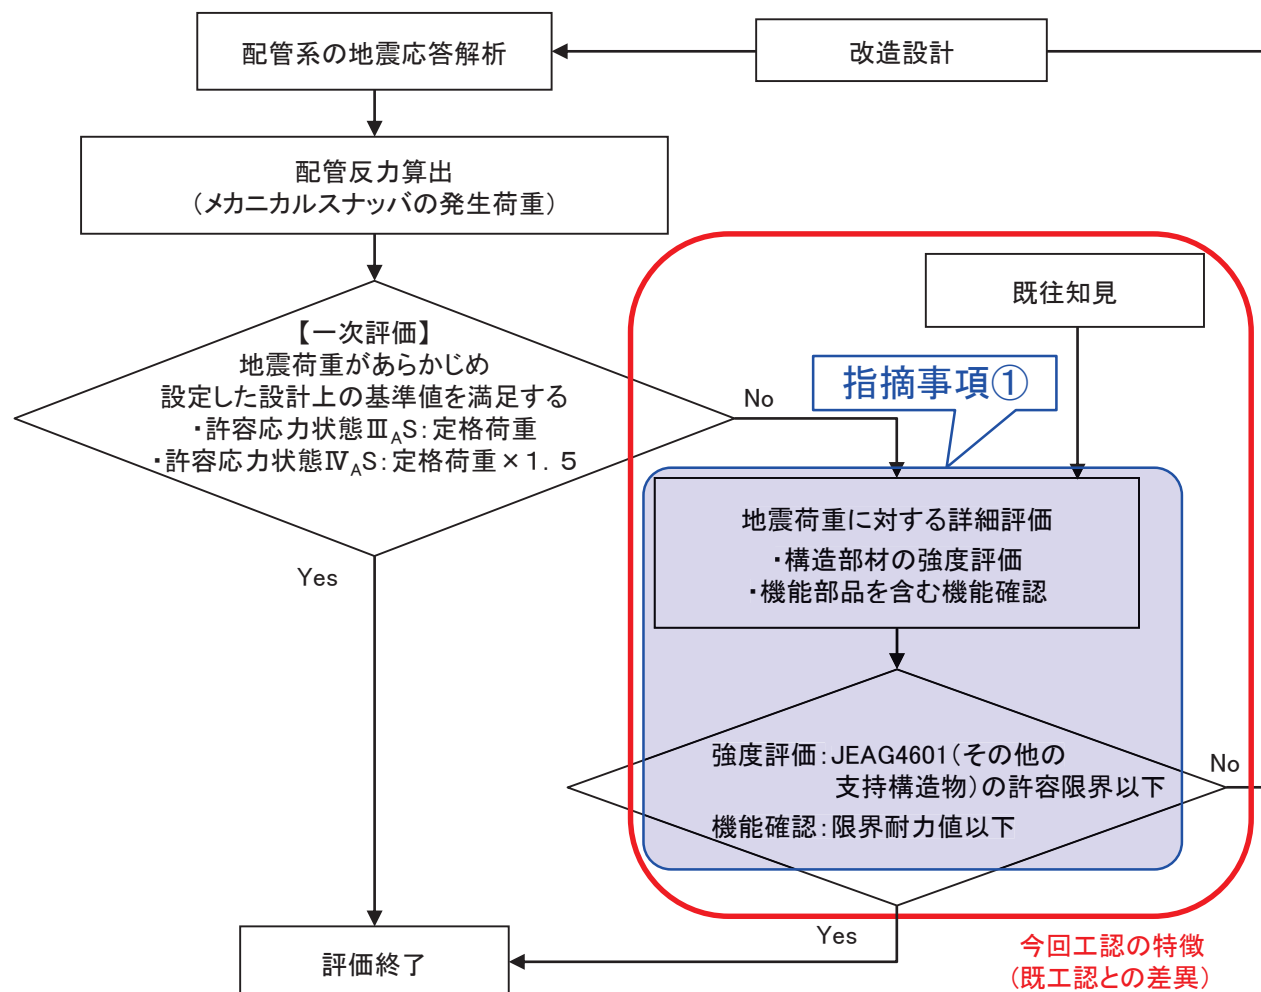 配管系の地震応答解析
改造設計
配管反力算出
（メカニカルスナッバの発生荷重）
既往知見
【一次評価】
地震荷重があらかじめ
設定した設計上の基準値を満足する
・許容応力状態ⅢAS：定格荷重
・許容応力状態ⅣAS：定格荷重×１．５
No
指摘事項①
地震荷重に対する詳細評価
・構造部材の強度評価
・機能部品を含む機能確認
Yes
強度評価：JEAG4601（その他の
支持構造物）の許容限界以下
機能確認：限界耐力値以下
No
Yes
評価終了
今回工認の特徴
（既工認との差異）